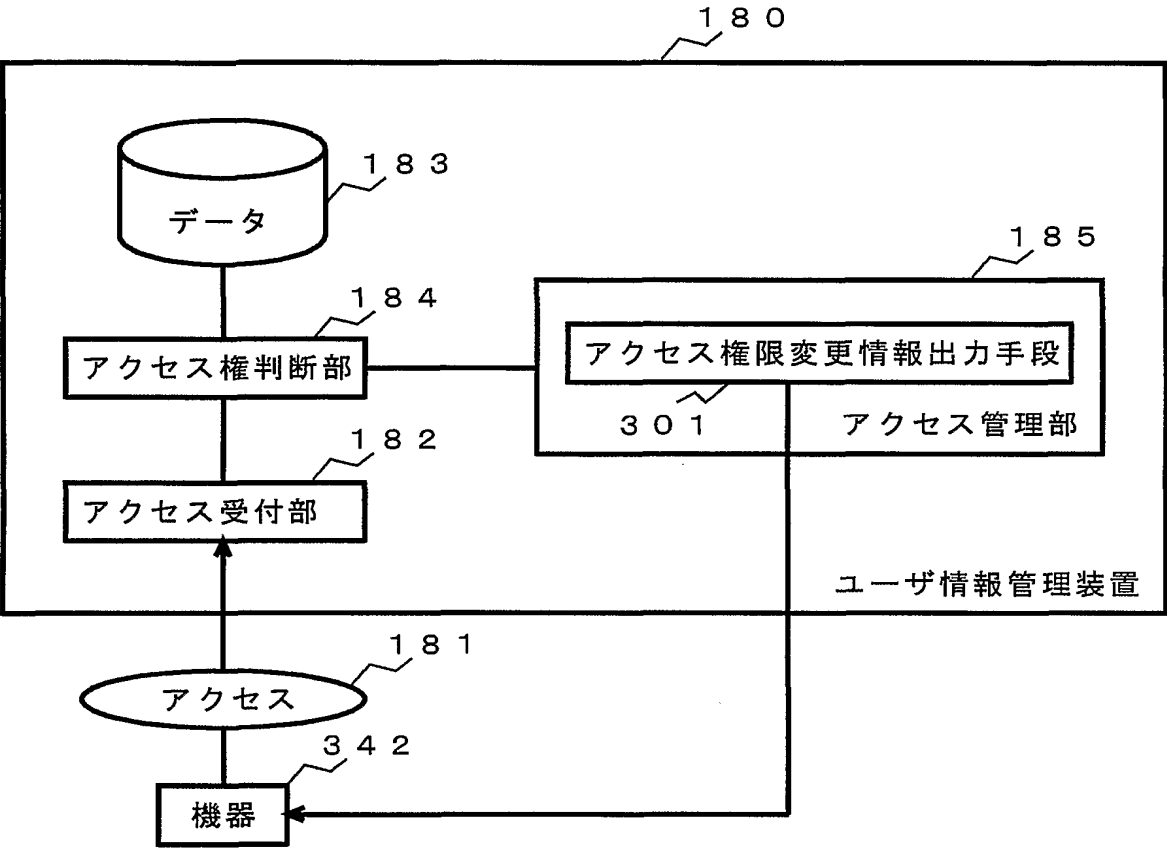 １８０
１８３
データ
１８５
１８４
アクセス権限変更情報出力手段
アクセス権判断部
３０１
アクセス管理部
１８２
アクセス受付部
ユーザ情報管理装置
１８１
アクセス
３４２
機器